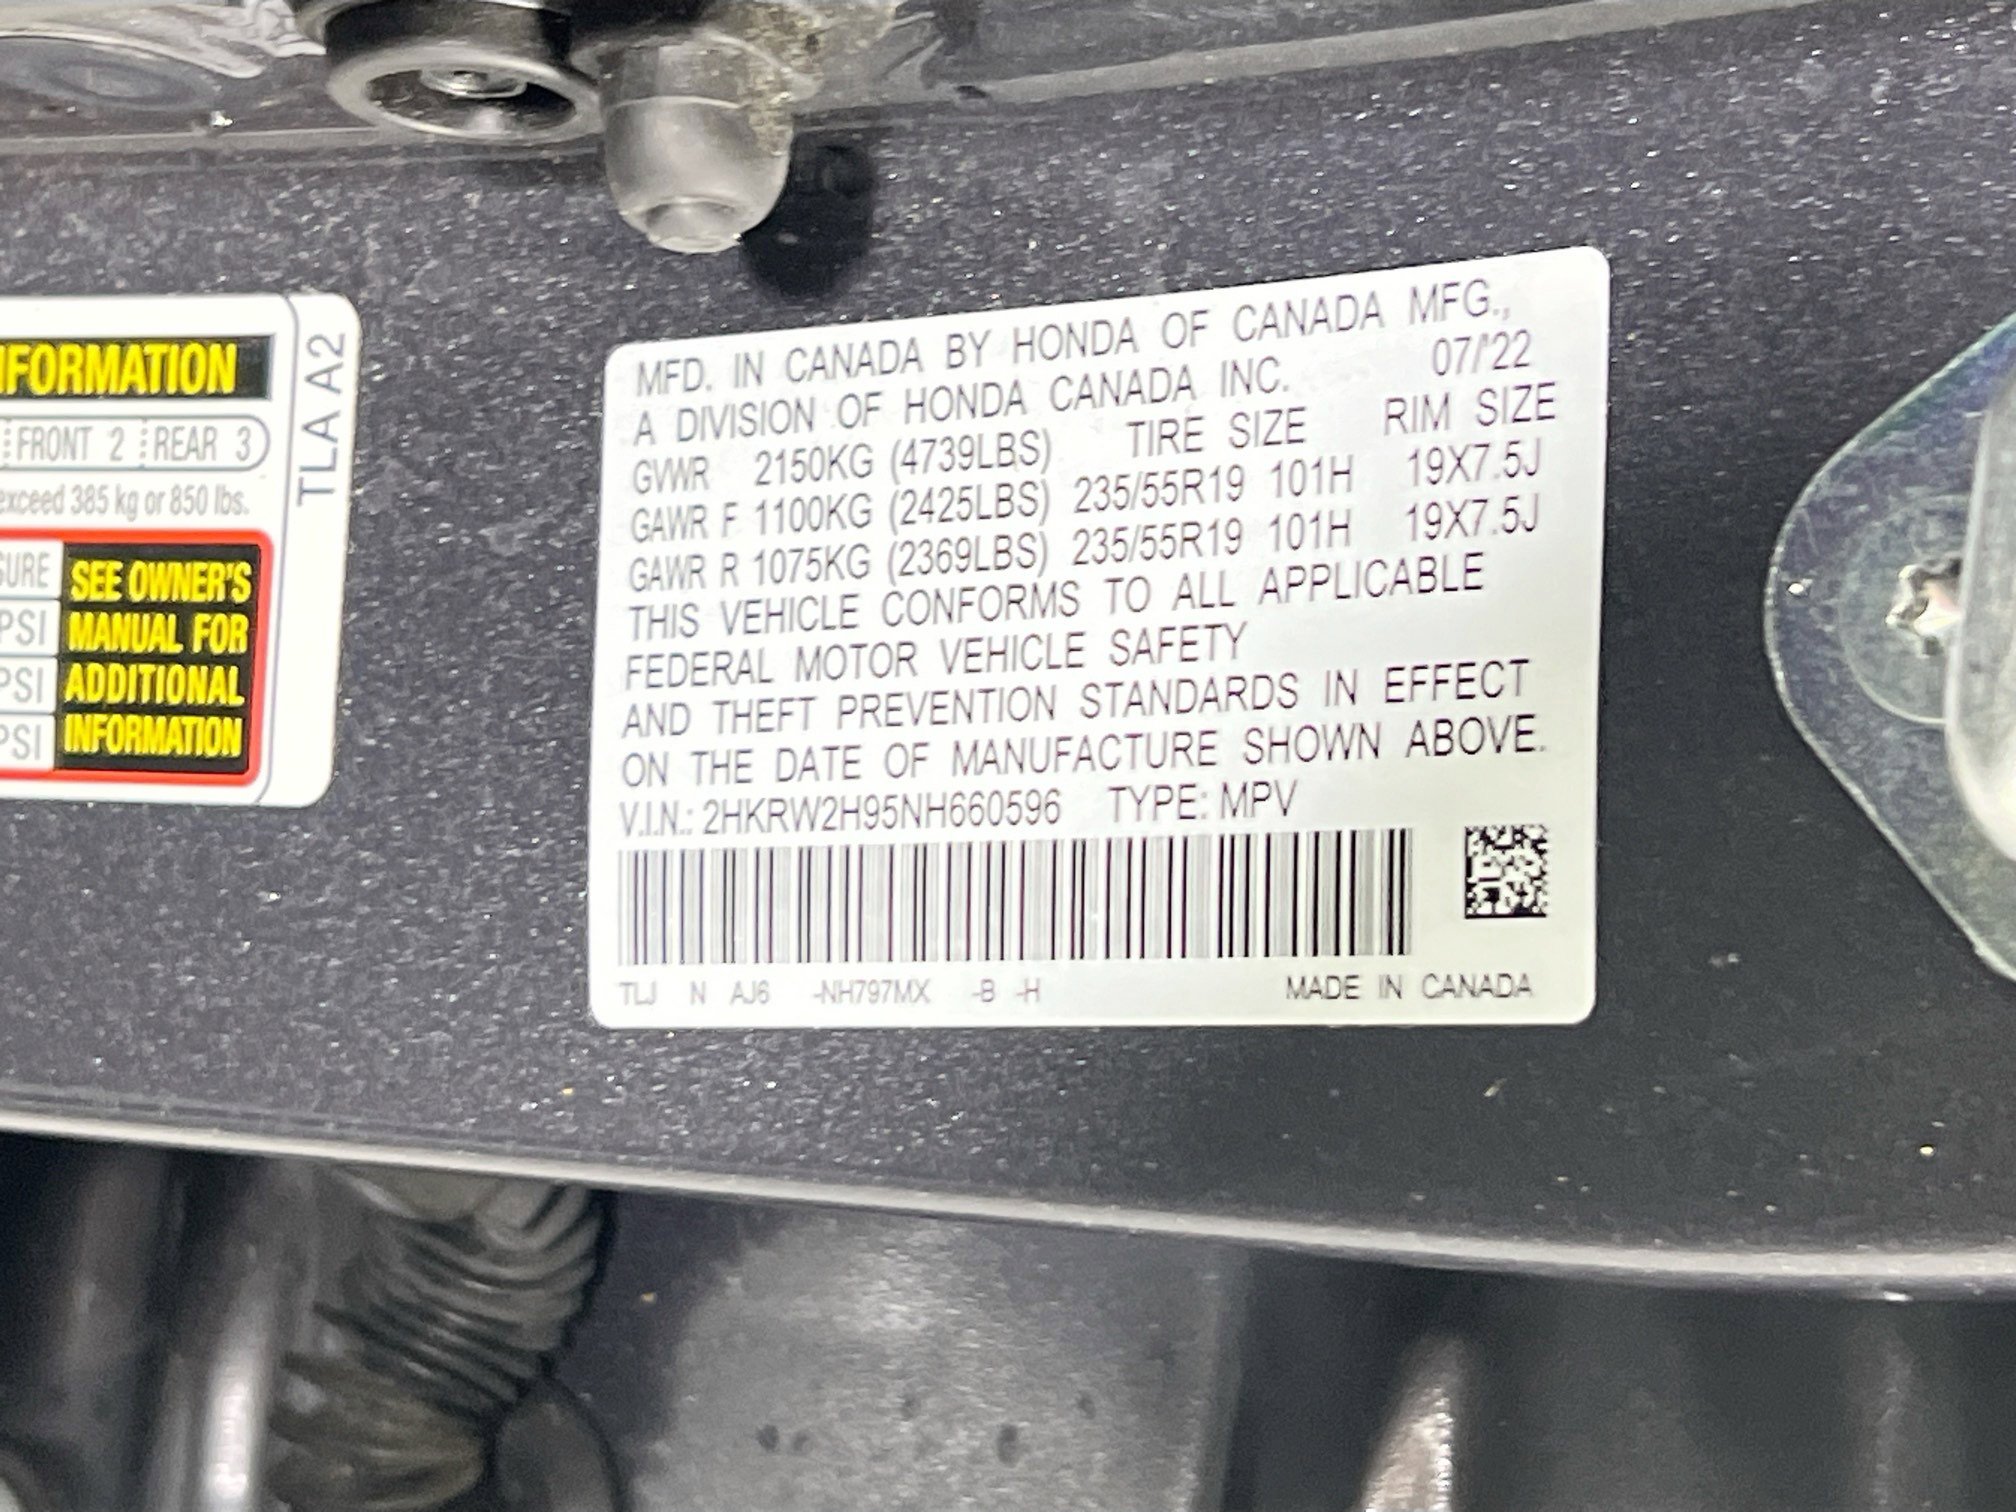 NFORMATION
FRONT 2 REAR 3
exceed 385 kg or 850 lbs.
TLA A2
SURE
PSI
PSI
PSI
SEE OWNER'S
MANUAL FOR
ADDITIONAL
INFORMATION
MFD. IN CANADA BY HONDA OF CANADA MFG.,
A DIVISION OF HONDA CANADA INC. 07/'22
GVWR 2150KG (4739LBS) TIRE SIZE RIM SIZE
GAWR F 1100KG (2425LBS) 235/55R19 101H 19X7.5J
GAWR R 1075KG (2369LBS) 235/55R19 101H 19X7.5J
THIS VEHICLE CONFORMS TO ALL APPLICABLE
FEDERAL MOTOR VEHICLE SAFETY
AND THEFT PREVENTION STANDARDS IN EFFECT
ON THE DATE OF MANUFACTURE SHOWN ABOVE.
V.I.N.: 2HKRW2H95NH660596 TYPE: MPV
TLJ N AJ6 -NH797MX -B -H MADE IN CANADA